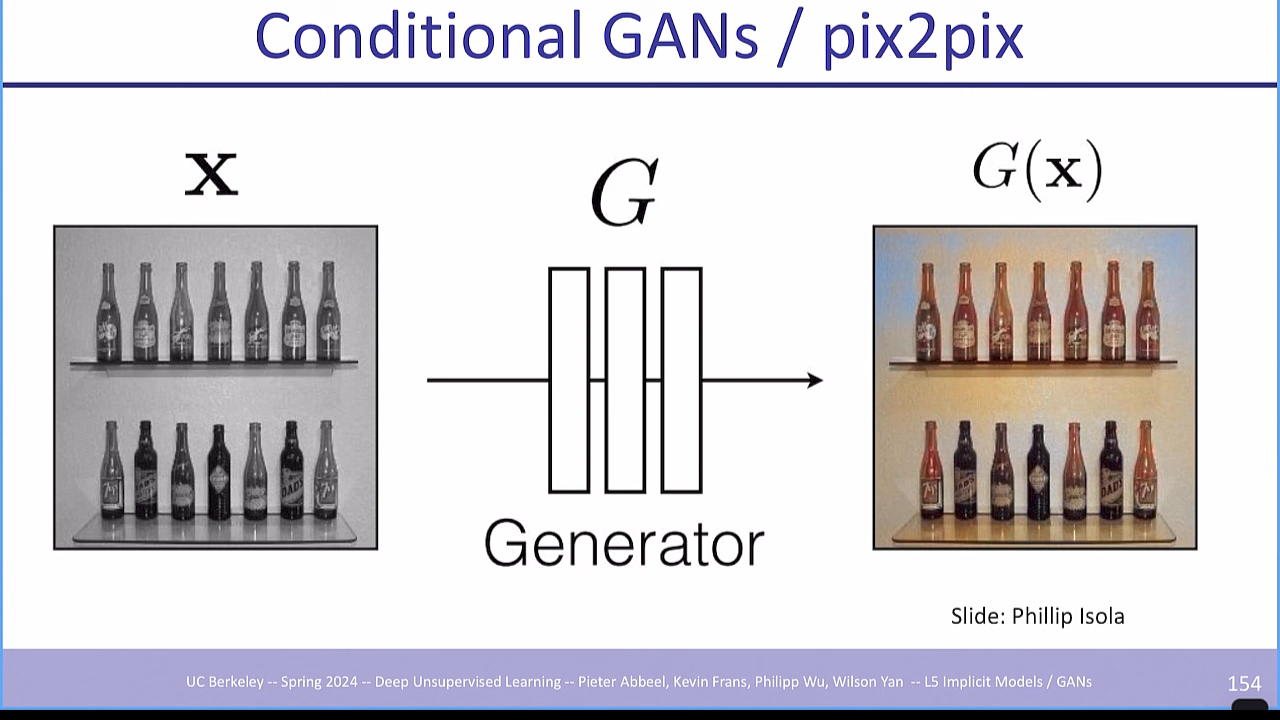 Conditional GANs / pix2pix
x
G
G(x)
DAD'S
Generator
Slide: Phillip Isola
UC Berkeley -- Spring 2024 -- Deep Unsupervised Learning -- Pieter Abbeel, Kevin Frans, Philipp Wu, Wilson Yan -- L5 Implicit Models / GANs
154